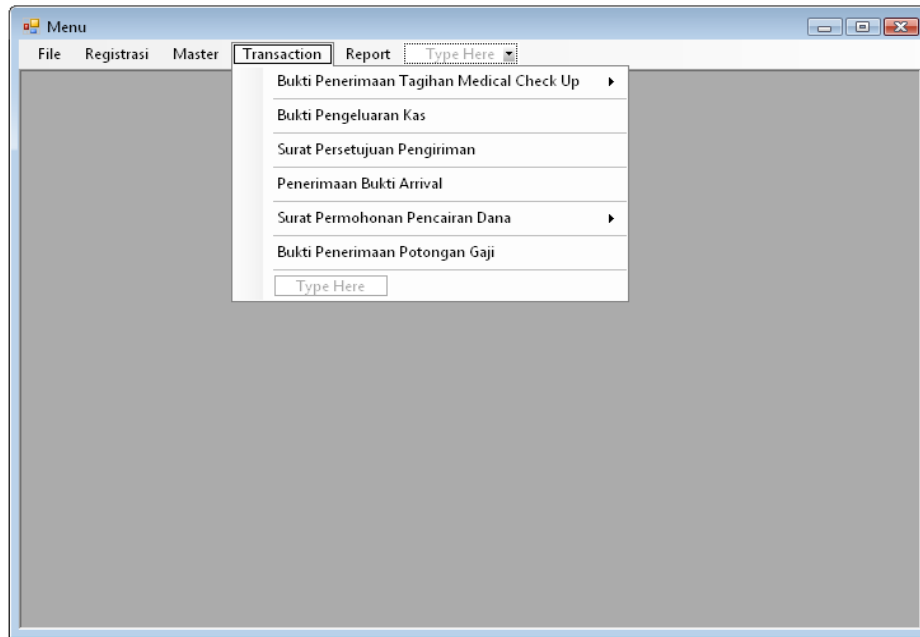 Menu
File Registrasi Master Transaction Report Type Here
Bukti Penerimaan Tagihan Medical Check Up
Bukti Pengeluaran Kas
Surat Persetujuan Pengiriman
Penerimaan Bukti Arrival
Surat Permohonan Pencairan Dana
Bukti Penerimaan Potongan Gaji
Type Here